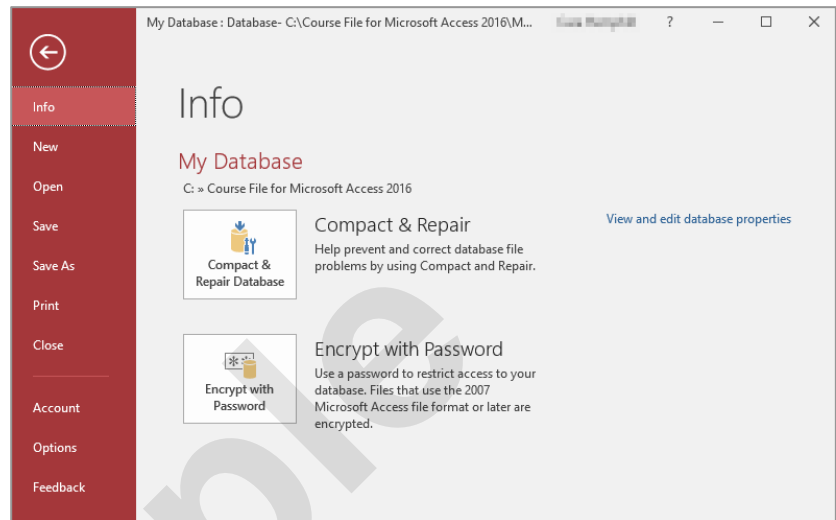 My Database : Database- C:\Course File for Microsoft Access 2016\M...
?
Info
New
Open
Save
Save As
Print
Close
Account
Options
Feedback
Info
My Database
C: » Course File for Microsoft Access 2016
Compact &
Repair Database
Compact & Repair
Help prevent and correct database file
problems by using Compact and Repair.
View and edit database properties
Encrypt with
Password
Encrypt with Password
Use a password to restrict access to your
database. Files that use the 2007
Microsoft Access file format or later are
encrypted.